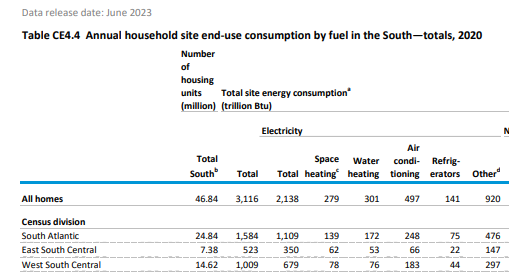 Data release date: June 2023
Table CE4.4 Annual household site end-use consumption by fuel in the South—totals, 2020
Number
of
housing
units Total site energy consumptionᵃ
(million) (trillion Btu)
Electricity N
Air
Total Space Water condi- Refrig-
Southᵇ Total Total heatingᶜ heating tioning erators Otherᵈ
All homes 46.84 3,116 2,138 279 301 497 141 920
Census division
South Atlantic 24.84 1,584 1,109 139 172 248 75 476
East South Central 7.38 523 350 62 53 66 22 147
West South Central 14.62 1,009 679 78 76 183 44 297